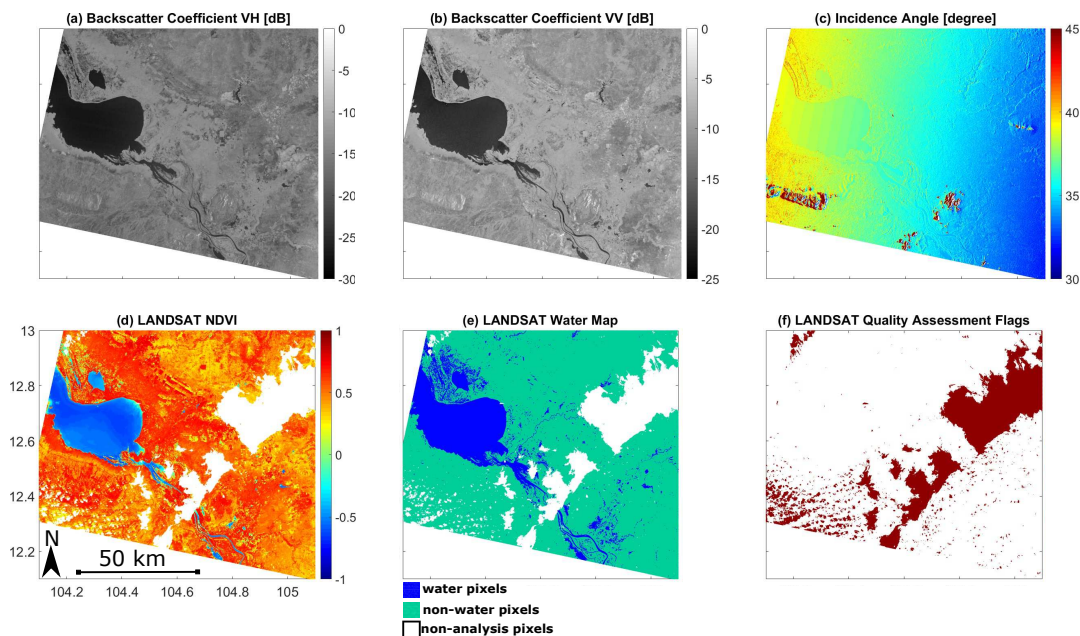 (a) Backscatter Coefficient VH [dB]
(b) Backscatter Coefficient VV [dB]
(c) Incidence Angle [degree]
0
-5
-10
-15
-20
-25
-30
0
-5
-10
-15
-20
-25
45
40
35
30
(d) LANDSAT NDVI
(e) LANDSAT Water Map
(f) LANDSAT Quality Assessment Flags
13
12.8
12.6
12.4
12.2
1
0.5
0
-0.5
-1
N
50 km
104.2 104.4 104.6 104.8 105
water pixels
non-water pixels
non-analysis pixels